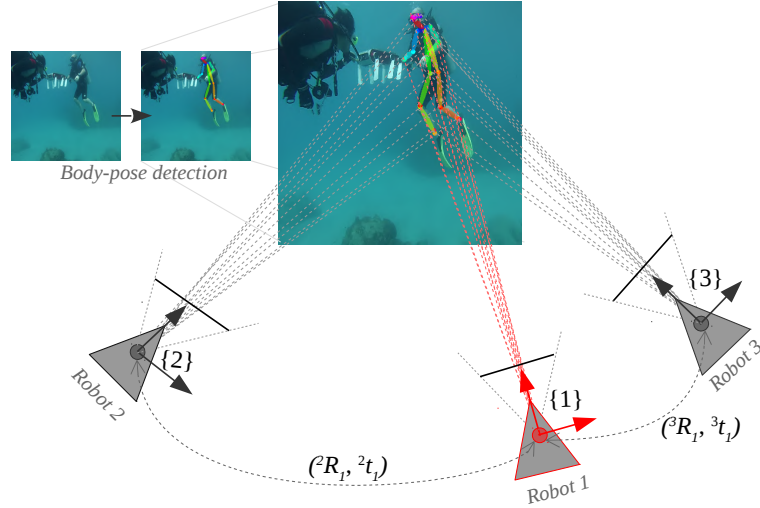 Body-pose detection
{3}
{2}
Robot 2
Robot 3
{1}
(³R₁, ³t₁)
(²R₁, ²t₁)
Robot 1